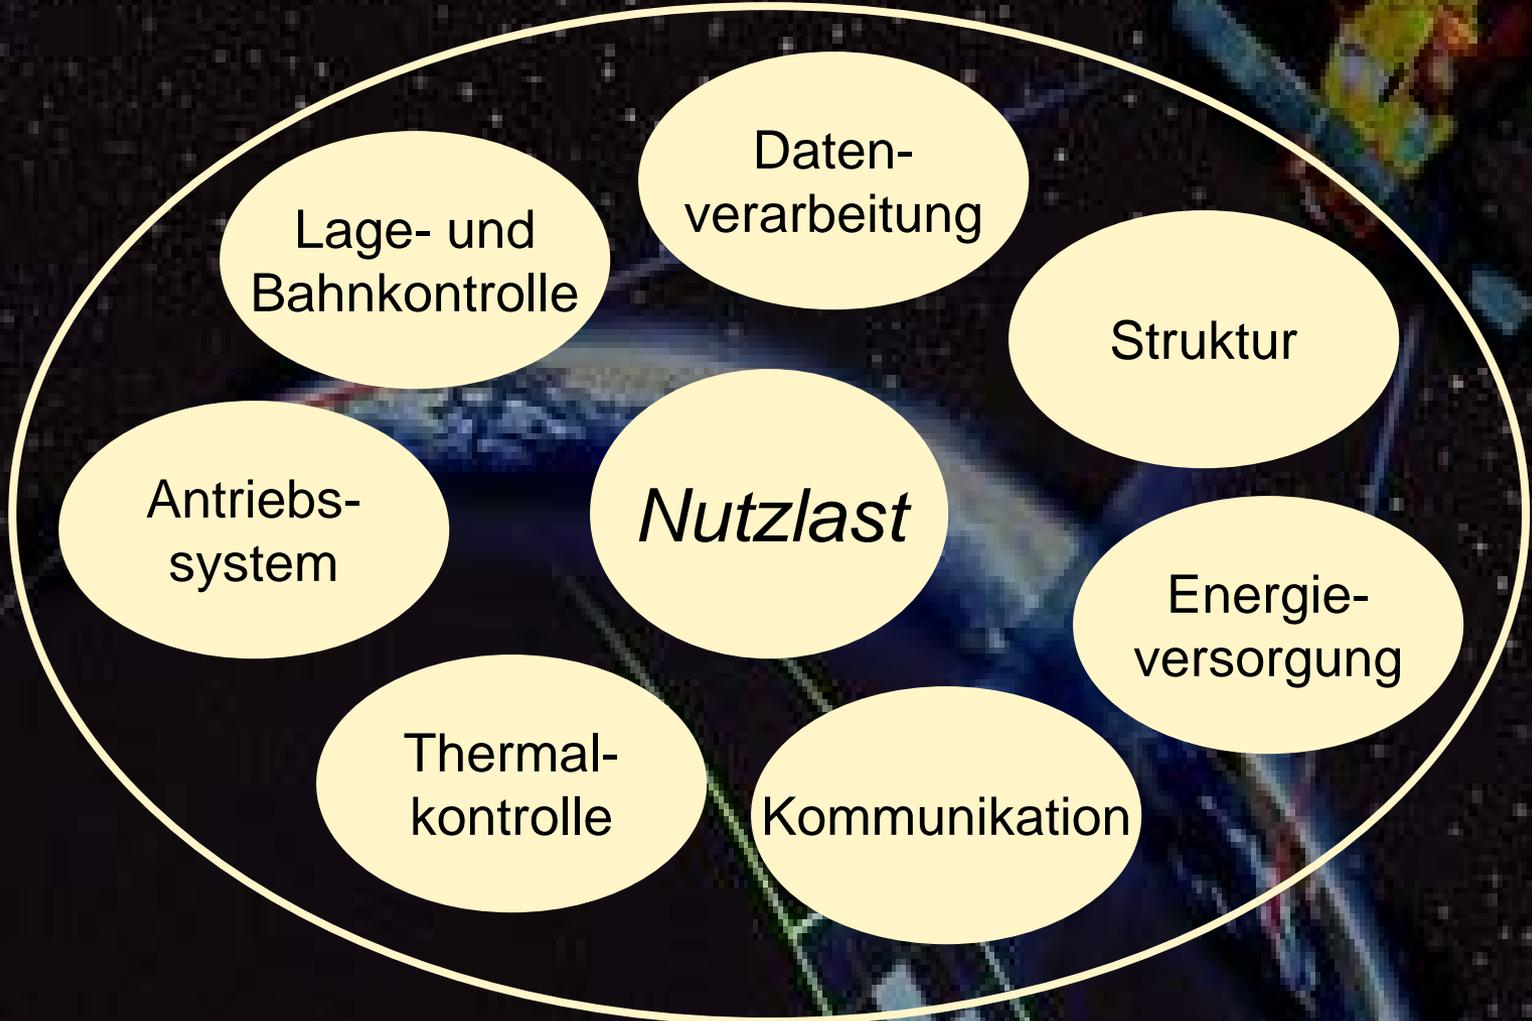 Daten-
verarbeitung
Lage- und
Bahnkontrolle
Struktur
Antriebs-
system
Nutzlast
Energie-
versorgung
Thermal-
kontrolle
Kommunikation